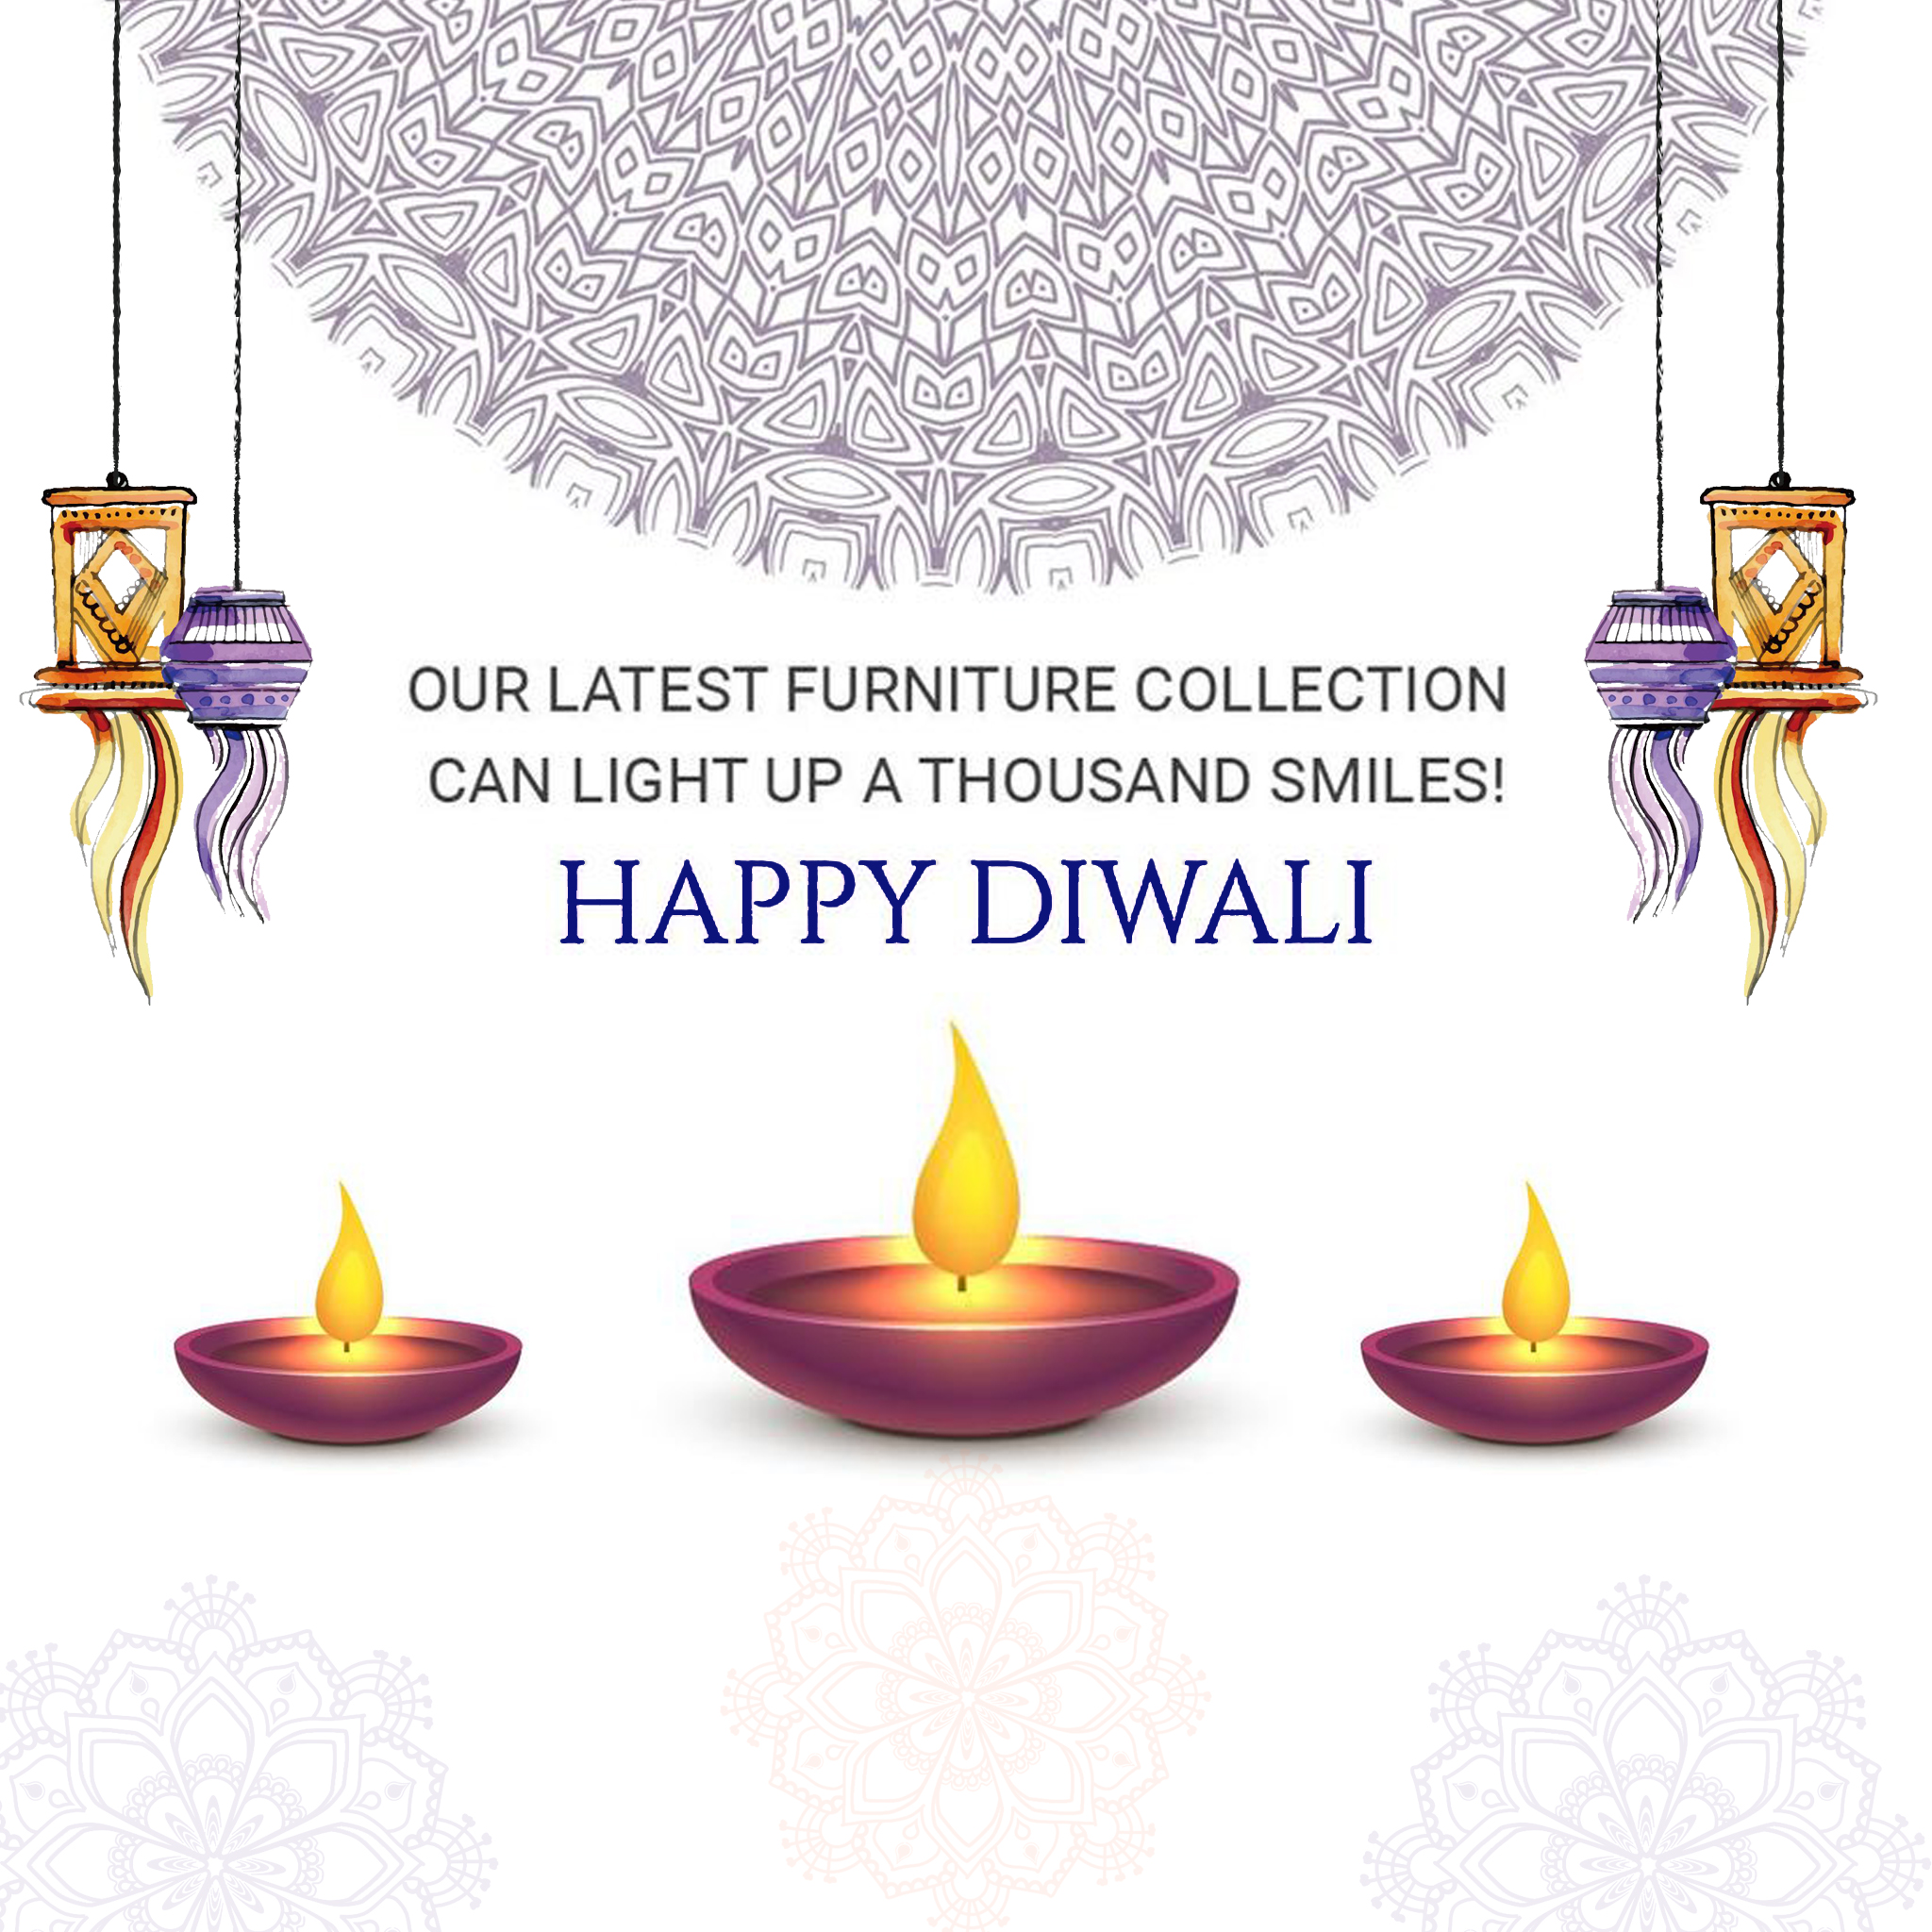 OUR LATEST FURNITURE COLLECTION
CAN LIGHT UP A THOUSAND SMILES!
HAPPY DIWALI